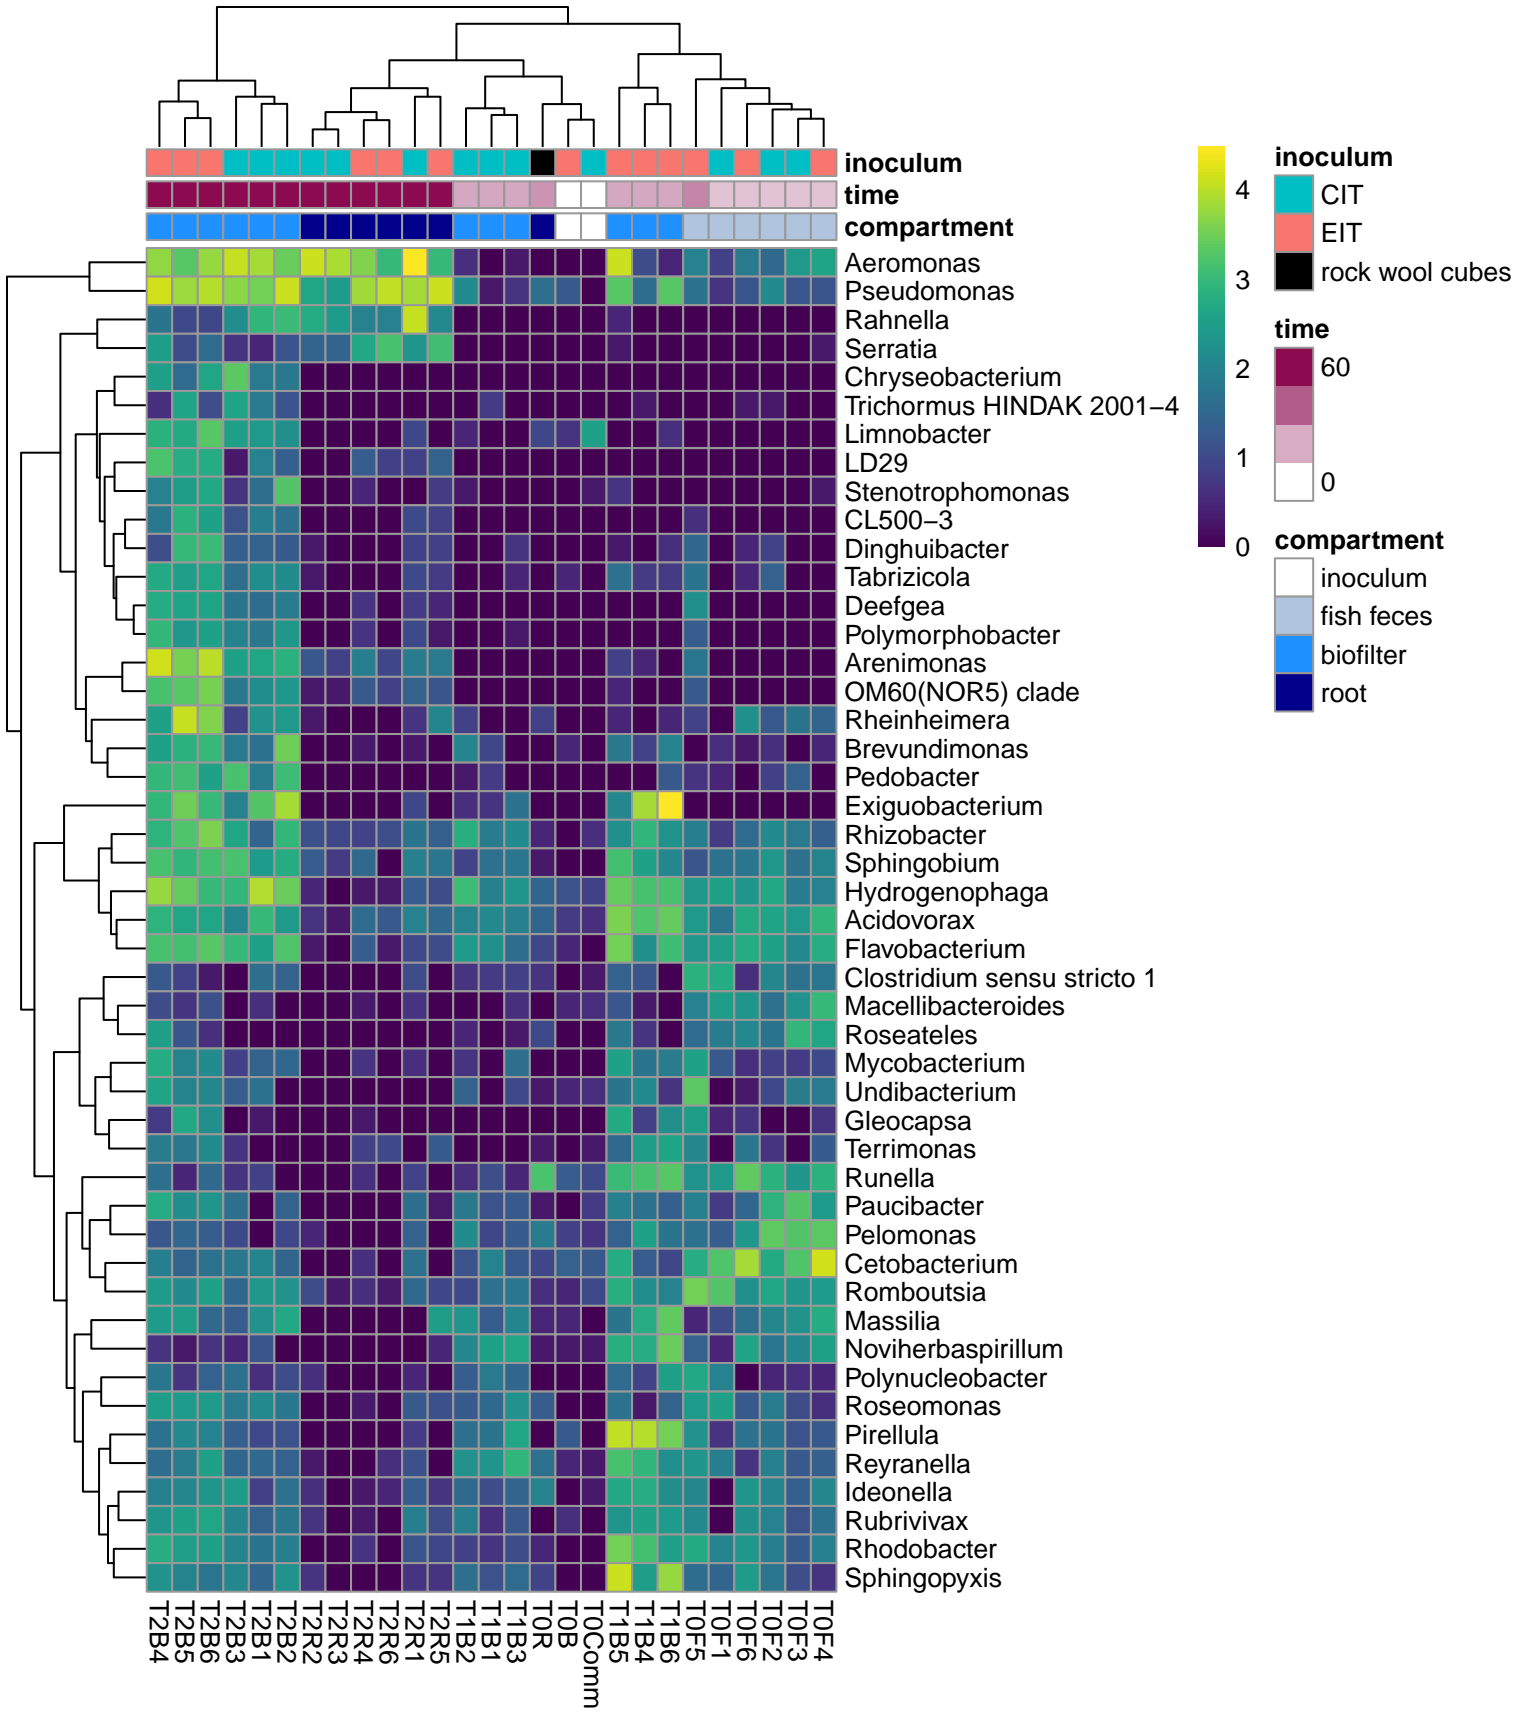 inoculum
time
compartment
Aeromonas
Pseudomonas
Rahnella
Serratia
Chryseobacterium
Trichormus HINDAK 2001−4
Limnobacter
LD29
Stenotrophomonas
CL500−3
Dinghuibacter
Tabrizicola
Deefgea
Polymorphobacter
Arenimonas
OM60(NOR5) clade
Rheinheimera
Brevundimonas
Pedobacter
Exiguobacterium
Rhizobacter
Sphingobium
Hydrogenophaga
Acidovorax
Flavobacterium
Clostridium sensu stricto 1
Macellibacteroides
Roseateles
Mycobacterium
Undibacterium
Gleocapsa
Terrimonas
Runella
Paucibacter
Pelomonas
Cetobacterium
Romboutsia
Massilia
Noviherbaspirillum
Polynucleobacter
Roseomonas
Pirellula
Reyranella
Ideonella
Rubrivivax
Rhodobacter
Sphingopyxis
T2B4
T2B5
T2B6
T2B3
T2B1
T2B2
T2R2
T2R3
T2R4
T2R6
T2R1
T2R5
T1B2
T1B1
T1B3
T0R
T0B
T0Comm
T1B5
T1B4
T1B6
T0F5
T0F1
T0F6
T0F2
T0F3
T0F4
4
3
2
1
0
inoculum
CIT
EIT
rock wool cubes
time
60
0
compartment
inoculum
fish feces
biofilter
root